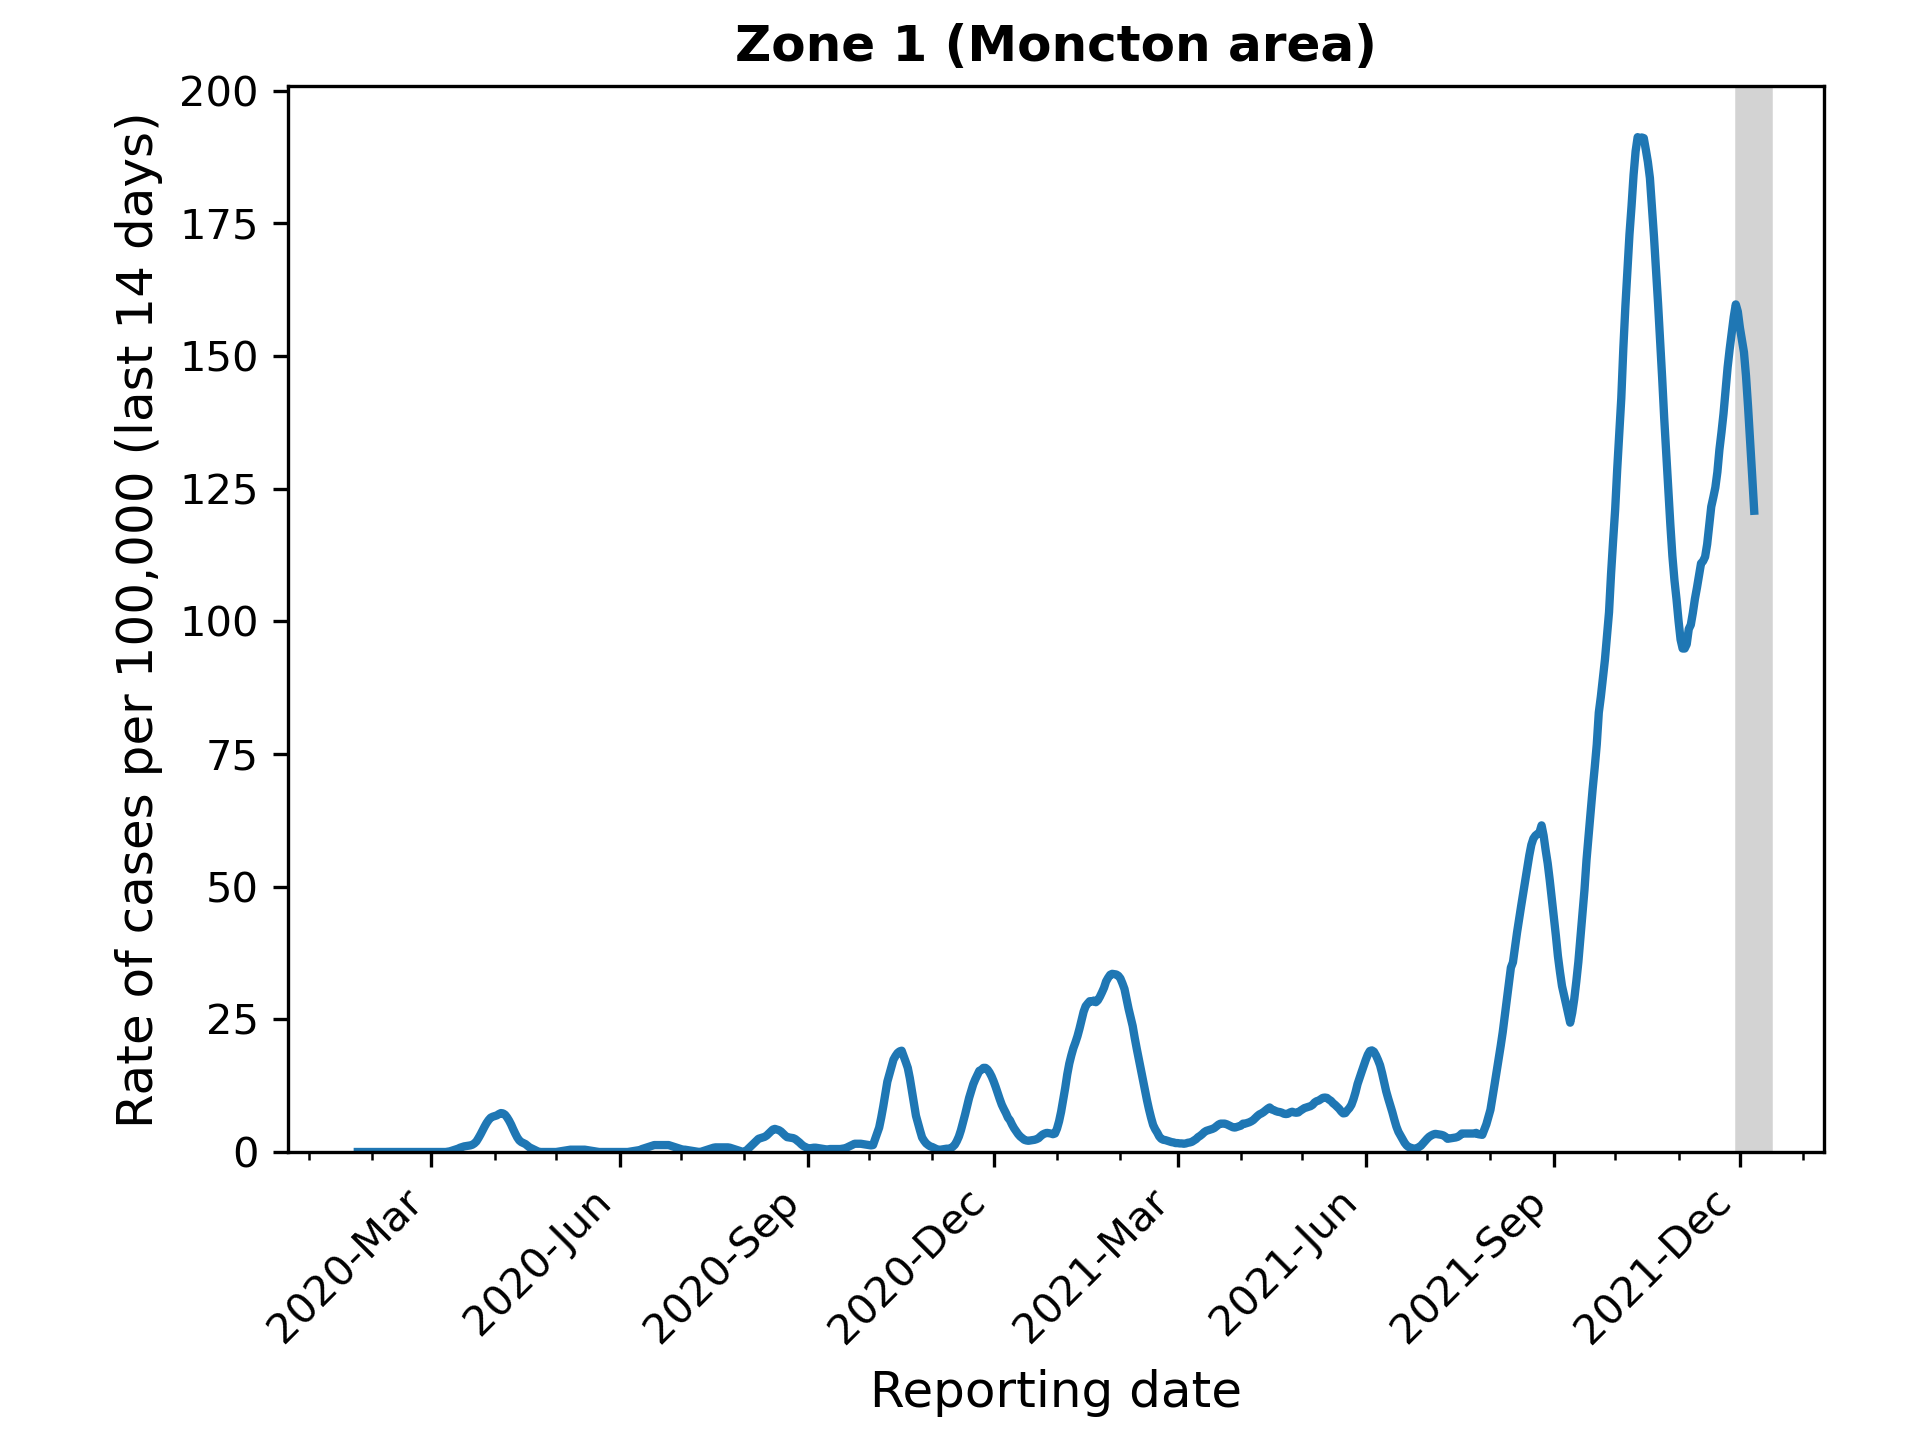 Zone 1 (Moncton area)
Rate of cases per 100,000 (last 14 days)
200
175
150
125
100
75
50
25
0
2020-Mar
2020-Jun
2020-Sep
2020-Dec
2021-Mar
2021-Jun
2021-Sep
2021-Dec
Reporting date